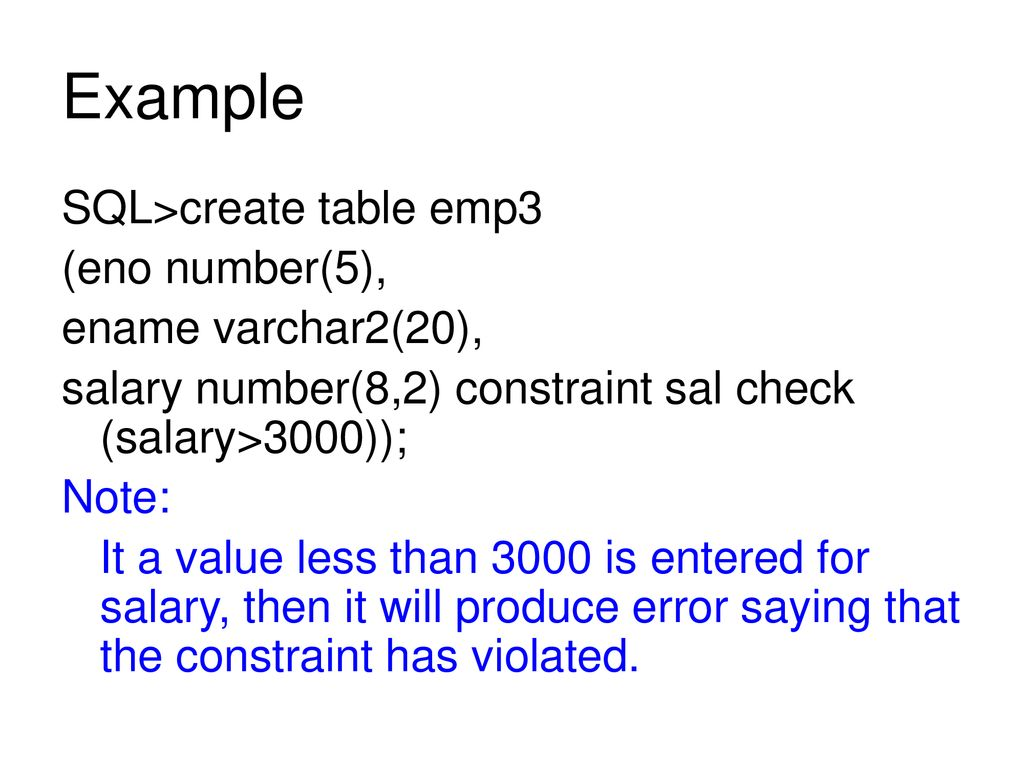 Example
SQL>create table emp3
(eno number(5),
ename varchar2(20),
salary number(8,2) constraint sal check
(salary>3000));
Note:
It a value less than 3000 is entered for
salary, then it will produce error saying that
the constraint has violated.